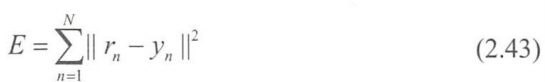 E = \sum_{n=1}^{N} \| r_n - y_n \|^2 (2.43)